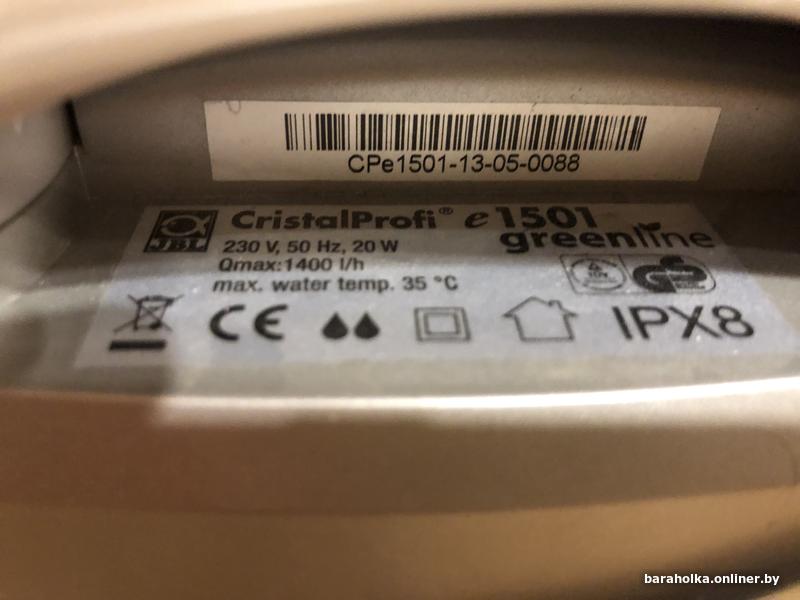 CPe1501-13-05-0088
JBL
CristalProfi® e1501
greenline
230 V, 50 Hz, 20 W
Qmax:1400 l/h
max. water temp. 35 °C
CE
IPX8
baraholka.onliner.by